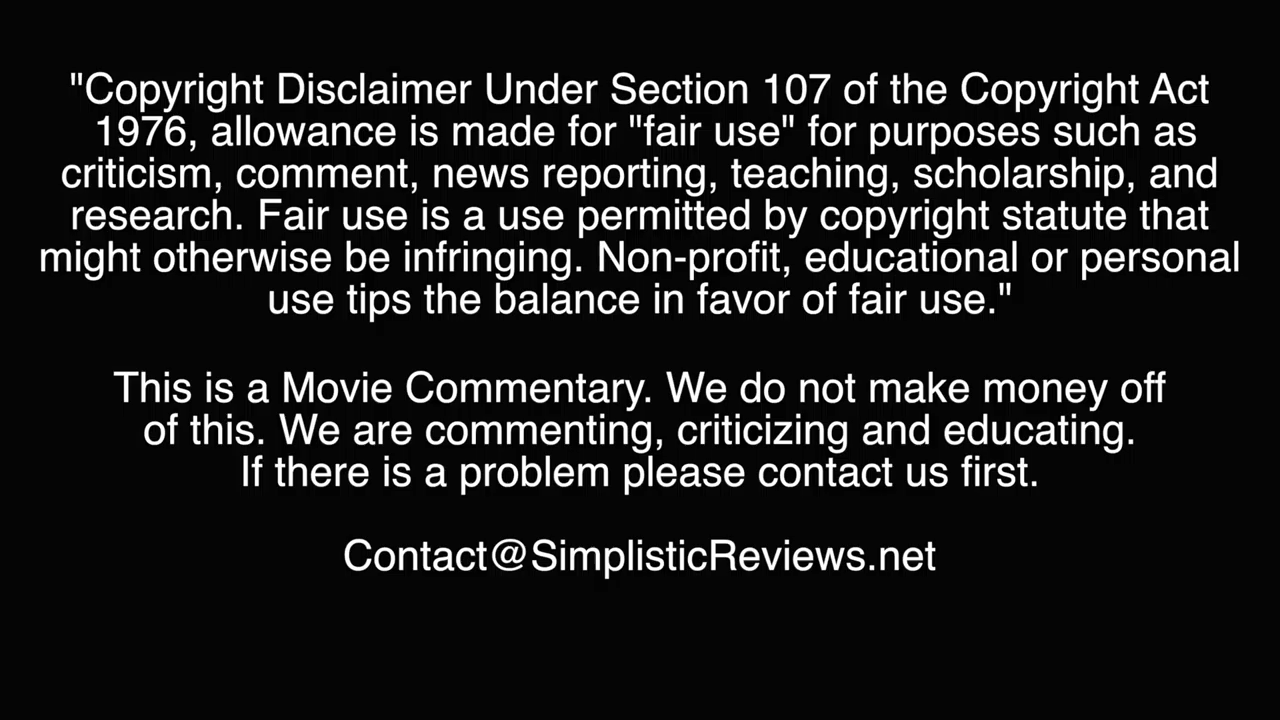 "Copyright Disclaimer Under Section 107 of the Copyright Act
1976, allowance is made for "fair use" for purposes such as
criticism, comment, news reporting, teaching, scholarship, and
research. Fair use is a use permitted by copyright statute that
might otherwise be infringing. Non-profit, educational or personal
use tips the balance in favor of fair use."
This is a Movie Commentary. We do not make money off
of this. We are commenting, criticizing and educating.
If there is a problem please contact us first.
Contact@SimplisticReviews.net